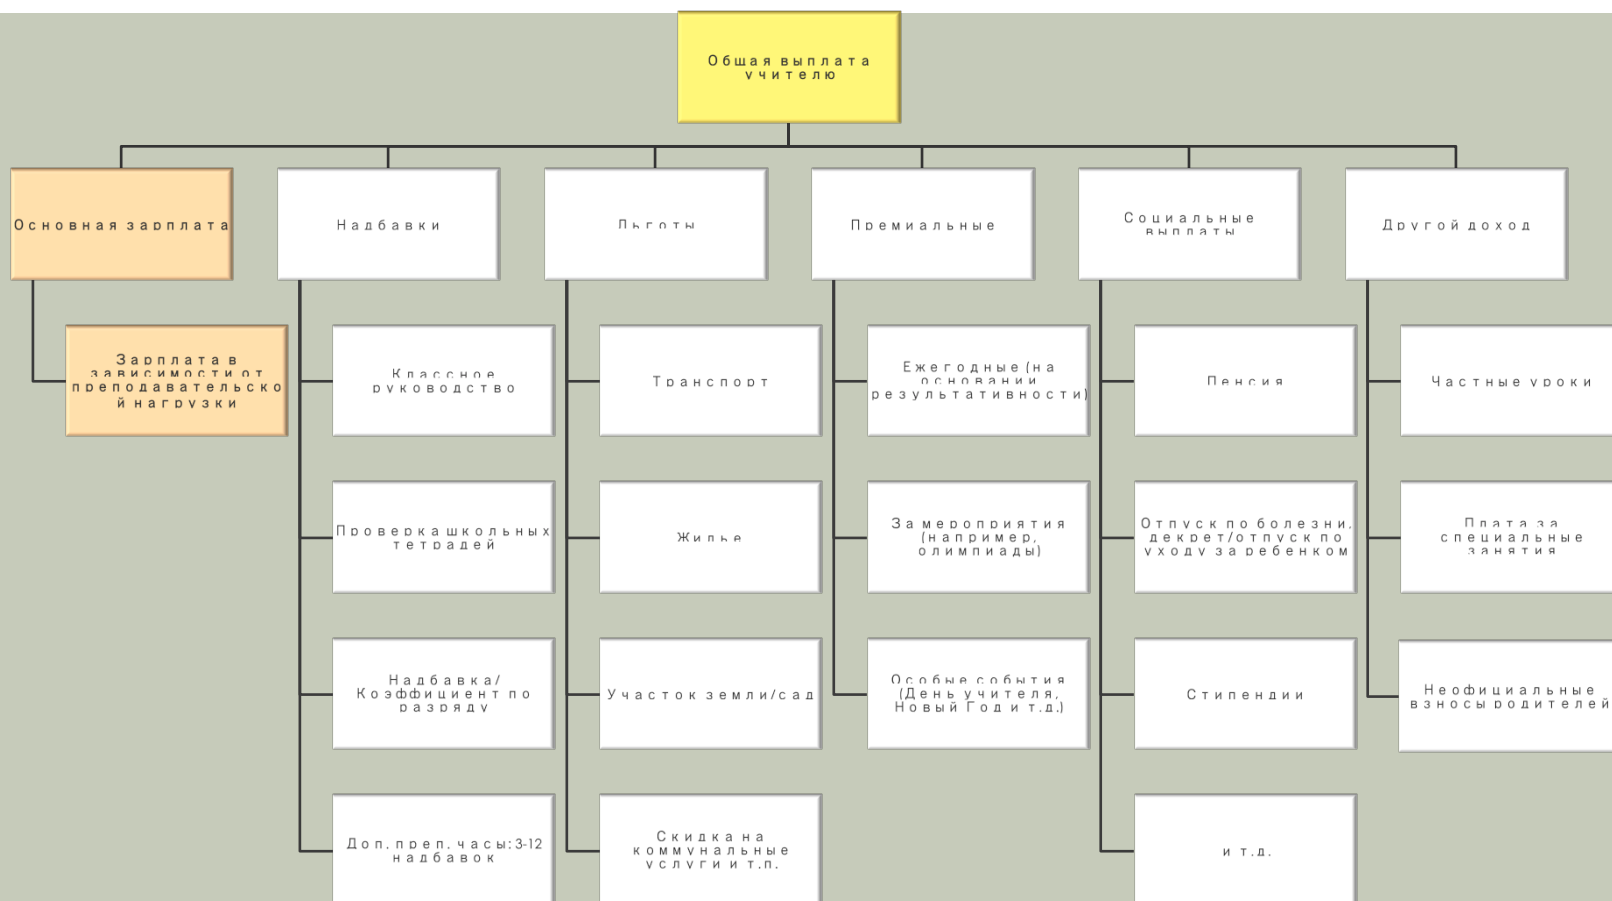 Общая выплата
учителю
Основная зарплата
Надбавки
Льготы
Премиальные
Социальные
выплаты
Другой доход
Зарплата в
зависимости от
преподавательско
й нагрузки
Классное
руководство
Транспорт
Ежегодные (на
основании
результативности)
Пенсия
Частные уроки
Проверка школьных
тетрадей
Жилье
За мероприятия
(например,
олимпиады)
Отпуск по болезни,
декрет/отпуск по
уходу за ребенком
Плата за
специальные
занятия
Надбавка/
Коэффициент по
разряду
Участок земли/сад
Особые события
(День учителя,
Новый Год и т.д.)
Стипендии
Неофициальные
взносы родителей
Доп. преп. часы: 3-12
надбавок
Скидка на
коммунальные
услуги и т.п.
и т.д.